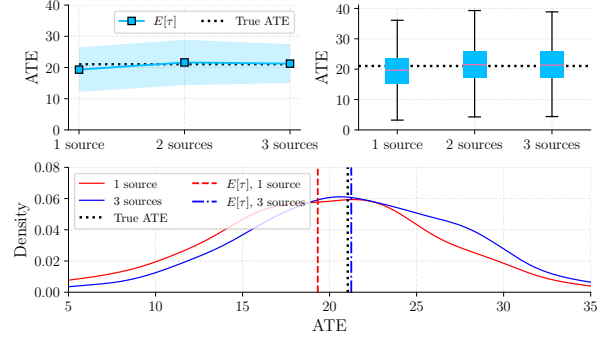 40
30
20
10
0
ATE
E[τ]
True ATE
1 source
2 sources
3 sources
40
30
20
10
0
ATE
1 source
2 sources
3 sources
0.08
0.06
0.04
0.02
0.00
Density
1 source
3 sources
True ATE
E[τ], 1 source
E[τ], 3 sources
5
10
15
20
25
30
35
ATE